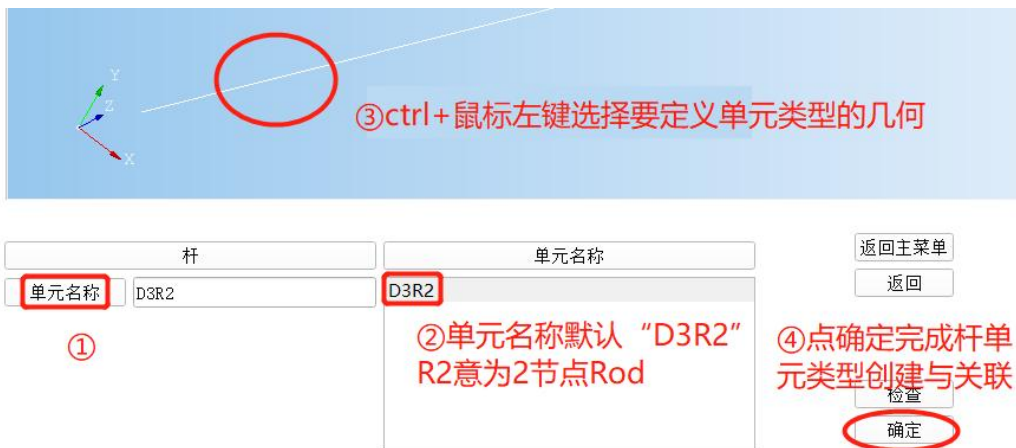 Y
Z
X
③ctrl+鼠标左键选择要定义单元类型的几何
杆
单元名称
返回主菜单
单元名称
D3R2
D3R2
返回
①
②单元名称默认“D3R2”
R2意为2节点Rod
④点确定完成杆单
元类型创建与关联
检查
确定